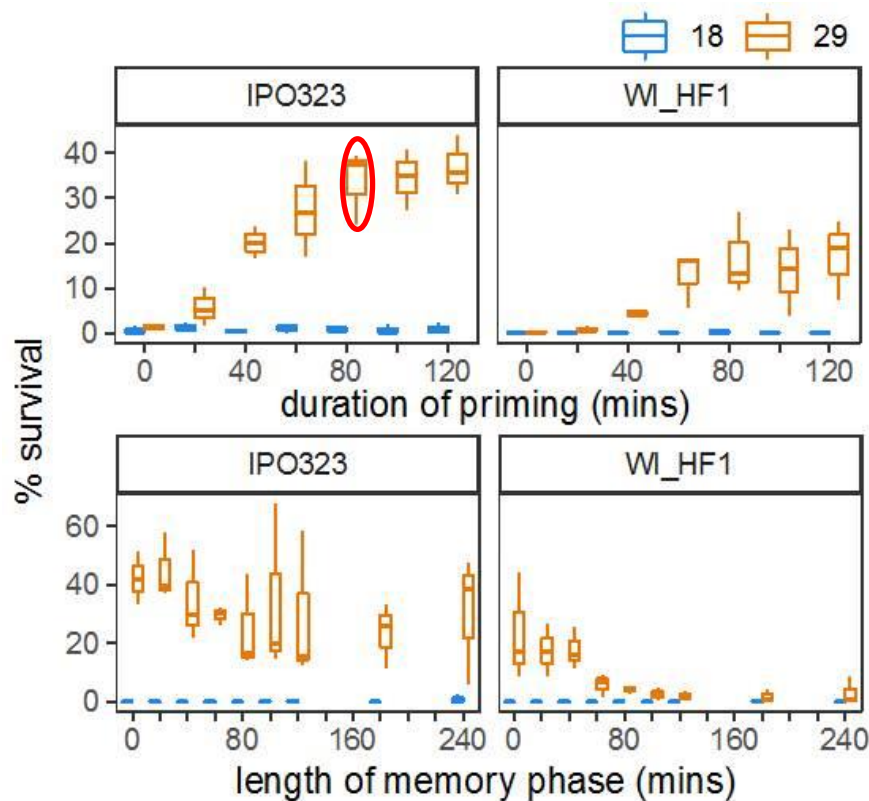 18 29
IPO323 WI_HF1
40
30
20
10
0
0 40 80 120 0 40 80 120
duration of priming (mins)
% survival
IPO323 WI_HF1
60
40
20
0
0 80 160 240 0 80 160 240
length of memory phase (mins)